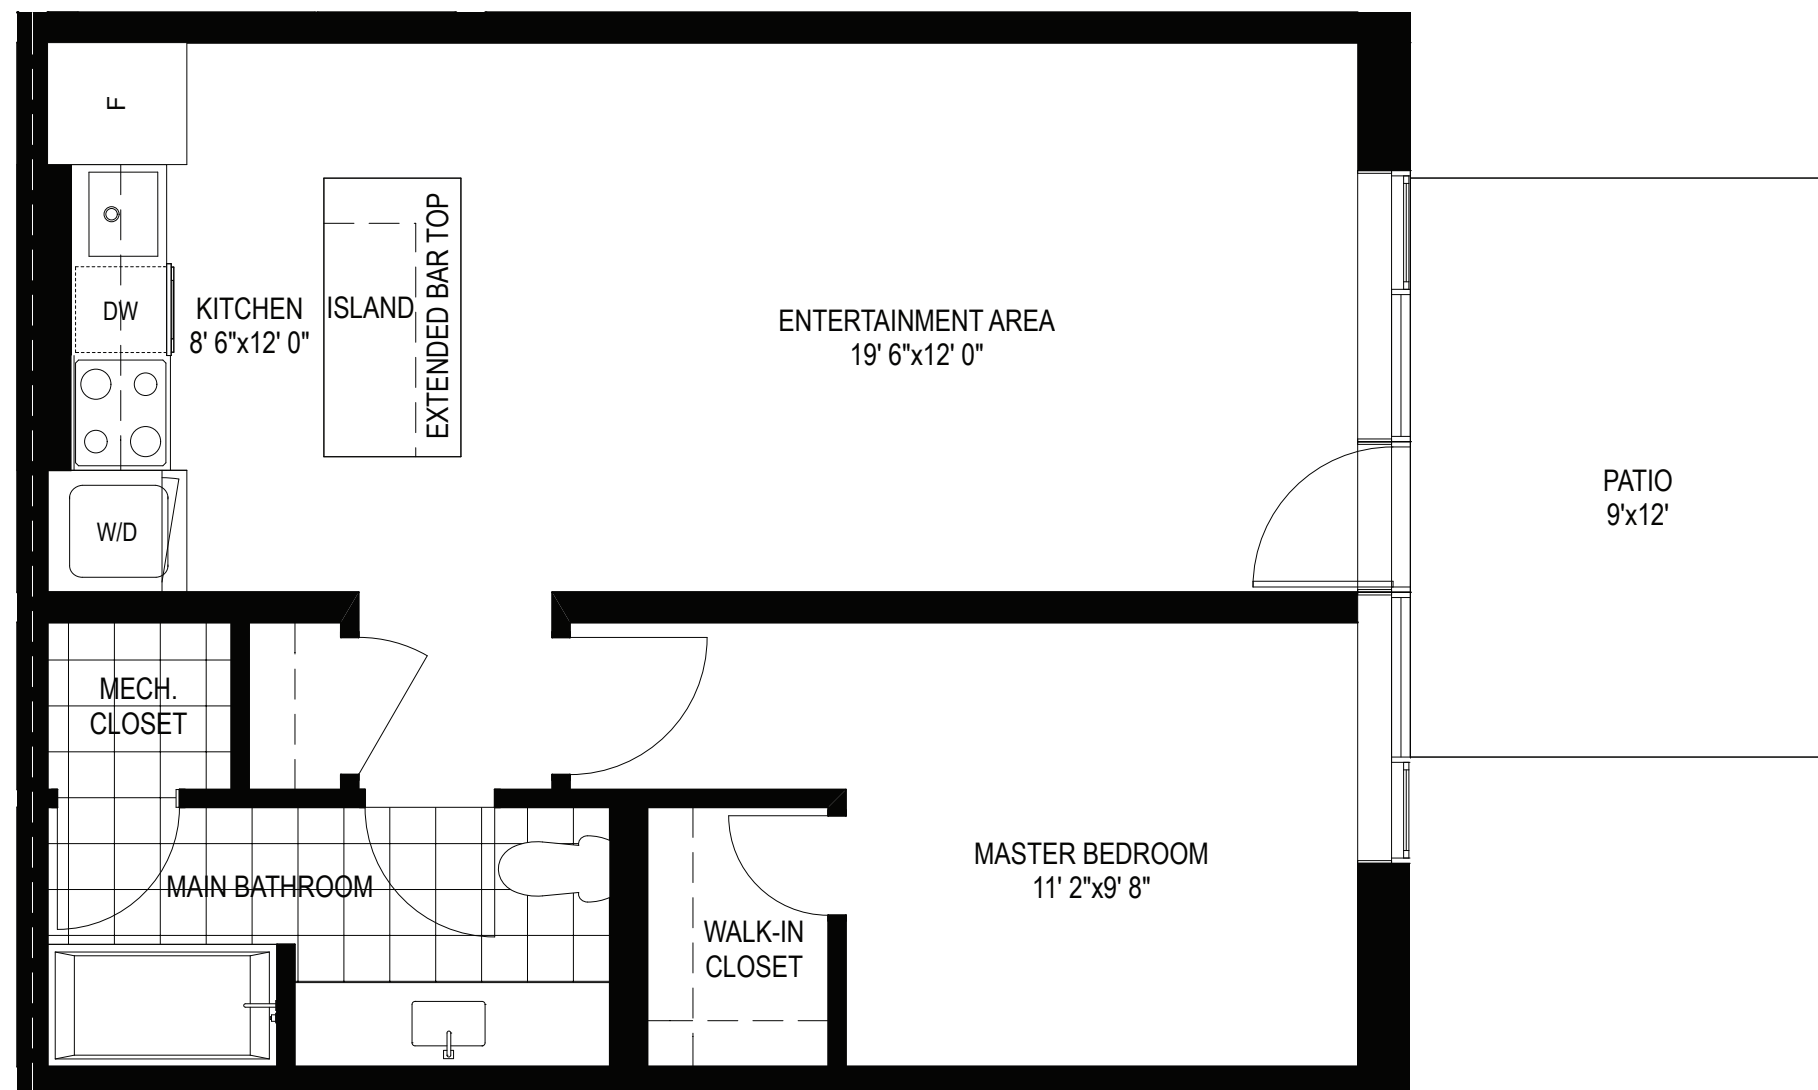 F
DW
KITCHEN
8' 6"x12' 0"
ISLAND
EXTENDED BAR TOP
ENTERTAINMENT AREA
19' 6"x12' 0"
W/D
PATIO
9'x12'
MECH.
CLOSET
MAIN BATHROOM
WALK-IN
CLOSET
MASTER BEDROOM
11' 2"x9' 8"